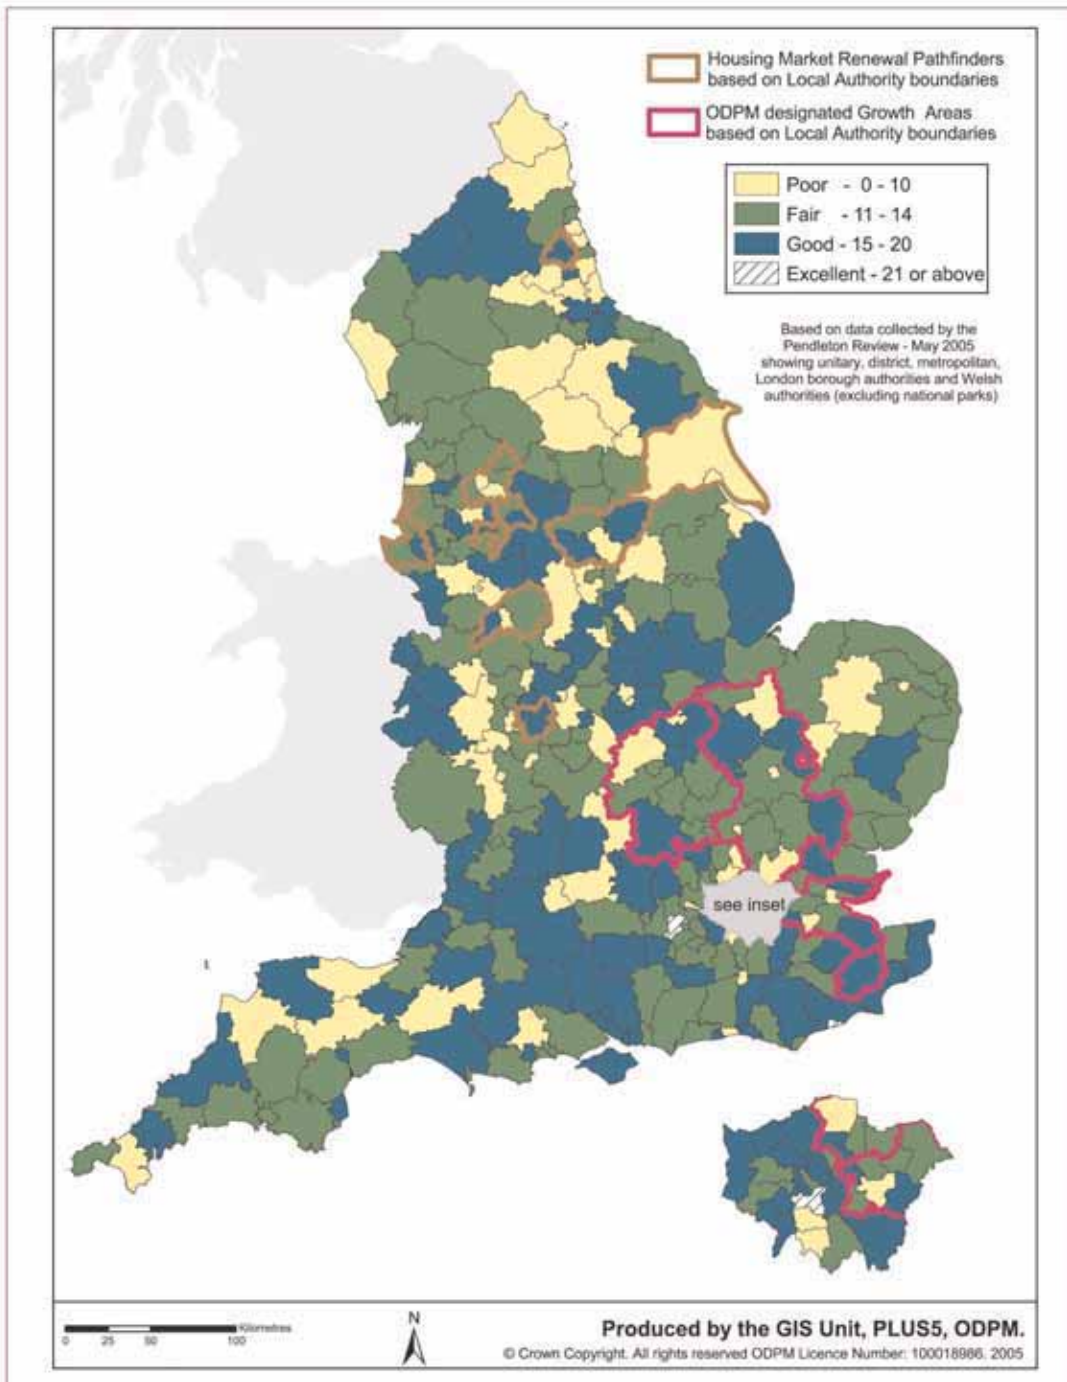 Housing Market Renewal Pathfinders
based on Local Authority boundaries
ODPM designated Growth Areas
based on Local Authority boundaries
Poor - 0 - 10
Fair - 11 - 14
Good - 15 - 20
Excellent - 21 or above
Based on data collected by the
Pendleton Review - May 2005
showing unitary, district, metropolitan,
London borough authorities and Welsh
authorities (excluding national parks)
see inset
Kilometres
0 25 50 100
N
Produced by the GIS Unit, PLUS5, ODPM.
© Crown Copyright. All rights reserved ODPM Licence Number: 100018986. 2005